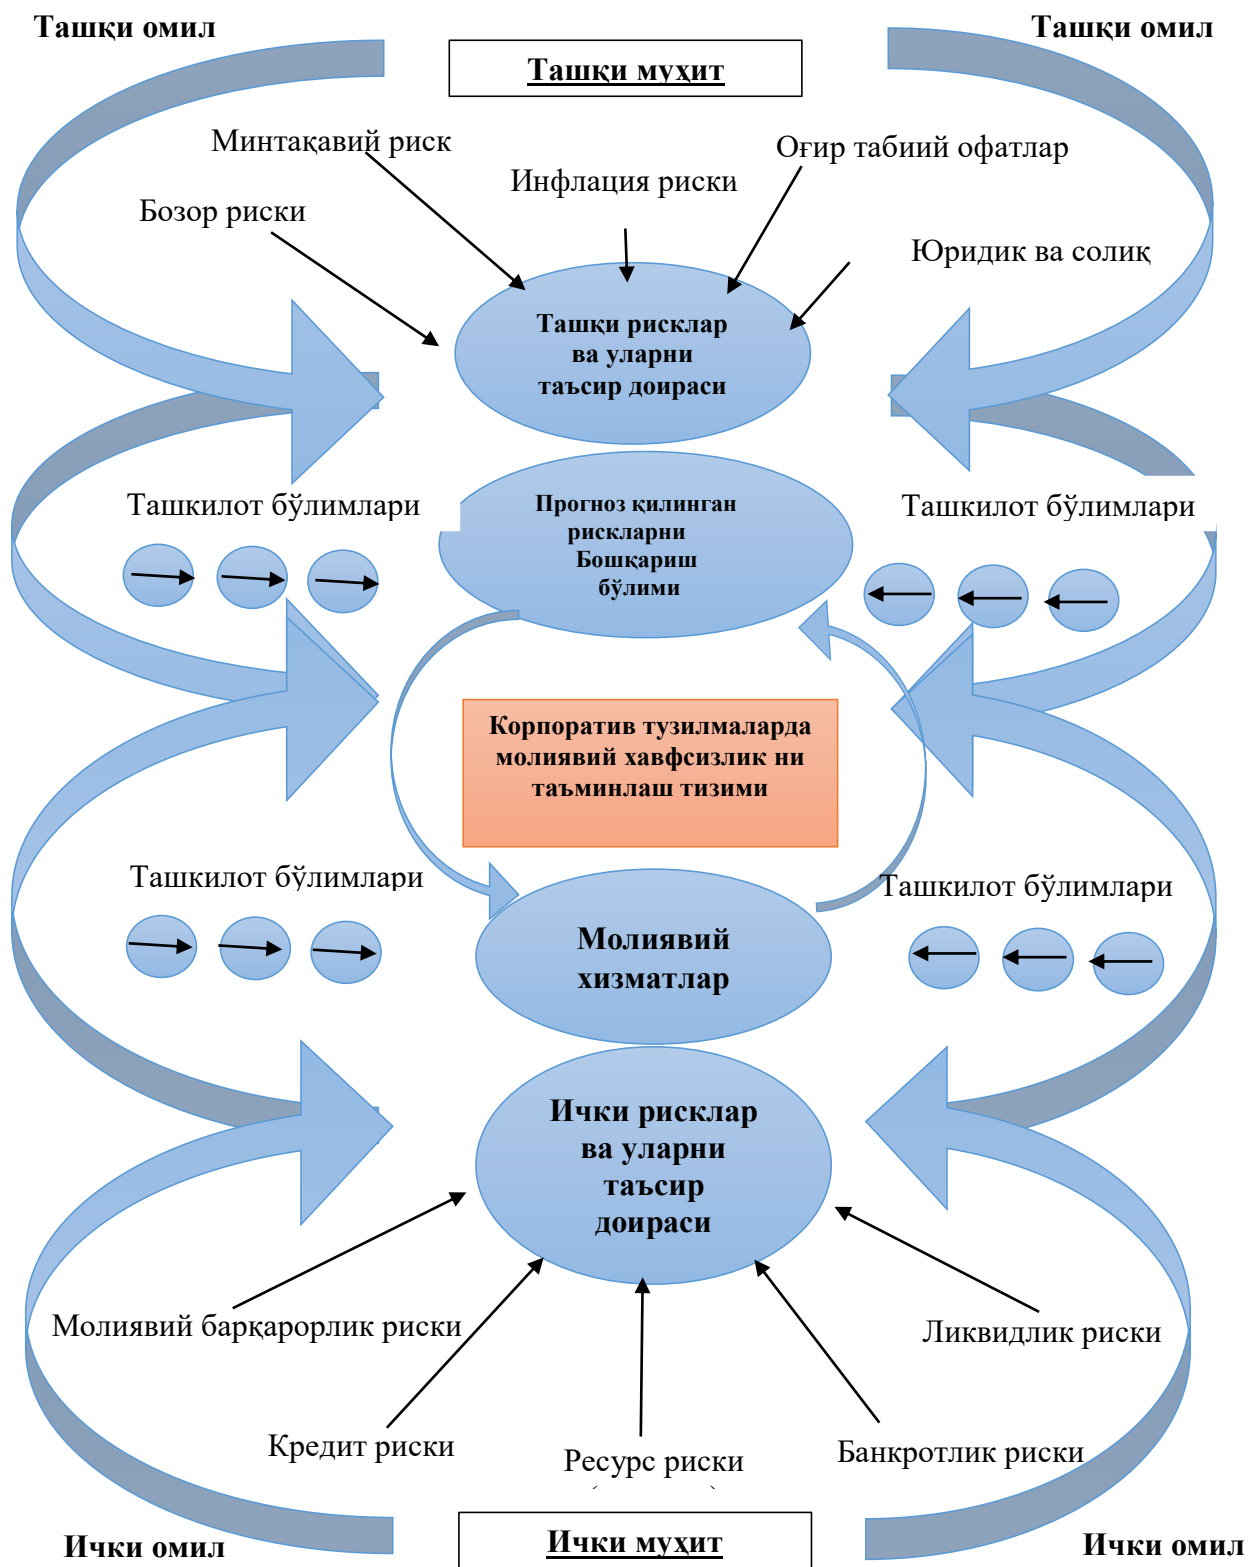 Ташқи омил
Ташқи омил
Ташқи муҳит
Минтақавий риск
Оғир табиий офатлар
Инфлация риски
Бозор риски
Юридик ва солиқ
Ташқи рисклар
ва уларни
таъсир доираси
Ташкилот бўлимлари
Прогноз қилинган
рискларни
Бошқариш
бўлими
Ташкилот бўлимлари
Корпоратив тузилмаларда
молиявий хавфсизлик ни
таъминлаш тизими
Ташкилот бўлимлари
Ташкилот бўлимлари
Молиявий
хизматлар
Ички рисклар
ва уларни
таъсир
доираси
Молиявий барқарорлик риски
Ликвидлик риски
Кредит риски
Ресурс риски
Банкротлик риски
Ички муҳит
Ички омил
Ички омил